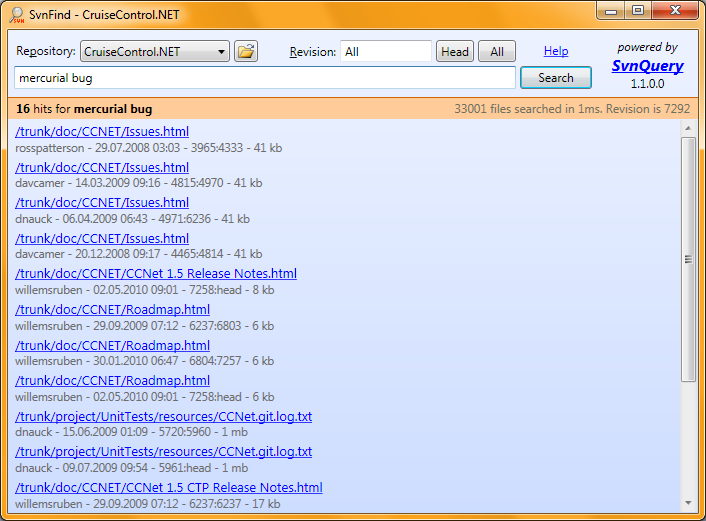 SvnFind - CruiseControl.NET
Repository: CruiseControl.NET Revision: All Head All Help powered by
SvnQuery
1.1.0.0
mercurial bug Search
16 hits for mercurial bug 33001 files searched in 1ms. Revision is 7292
/trunk/doc/CCNET/Issues.html
rosspatterson - 29.07.2008 03:03 - 3965:4333 - 41 kb
/trunk/doc/CCNET/Issues.html
davcamer - 14.03.2009 09:16 - 4815:4970 - 41 kb
/trunk/doc/CCNET/Issues.html
dnauck - 06.04.2009 06:43 - 4971:6236 - 41 kb
/trunk/doc/CCNET/Issues.html
davcamer - 20.12.2008 09:17 - 4465:4814 - 41 kb
/trunk/doc/CCNET/CCNet 1.5 Release Notes.html
willemsruben - 02.05.2010 09:01 - 7258:head - 8 kb
/trunk/doc/CCNET/Roadmap.html
willemsruben - 29.09.2009 07:12 - 6237:6803 - 6 kb
/trunk/doc/CCNET/Roadmap.html
willemsruben - 30.01.2010 06:47 - 6804:7257 - 6 kb
/trunk/doc/CCNET/Roadmap.html
willemsruben - 02.05.2010 09:01 - 7258:head - 6 kb
/trunk/project/UnitTests/resources/CCNet.git.log.txt
dnauck - 15.06.2009 01:09 - 5720:5960 - 1 mb
/trunk/project/UnitTests/resources/CCNet.git.log.txt
dnauck - 09.07.2009 09:54 - 5961:head - 1 mb
/trunk/doc/CCNET/CCNet 1.5 CTP Release Notes.html
willemsruben - 29.09.2009 07:12 - 6237:6237 - 17 kb